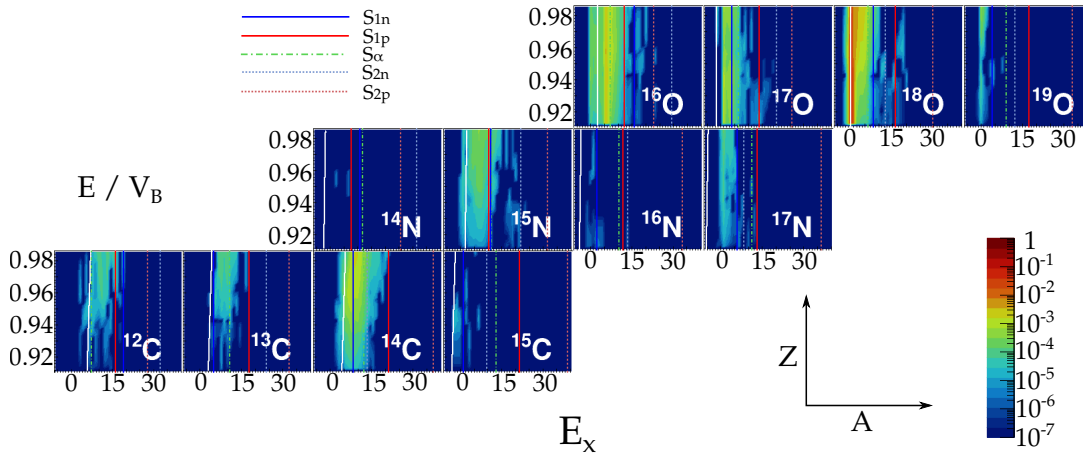 S1n
S1p
Sα
S2n
S2p
0.98
0.96
0.94
0.92
16O 17O 18O 19O
0 15 30 0 15 30
0.98
0.96
0.94
0.92
E / VB
14N 15N 16N 17N
0 15 30 0 15 30
0.98
0.96
0.94
0.92
12C 13C 14C 15C
0 15 30 0 15 30 0 15 30 0 15 30
Ex
Z
A
1
10-1
10-2
10-3
10-4
10-5
10-6
10-7